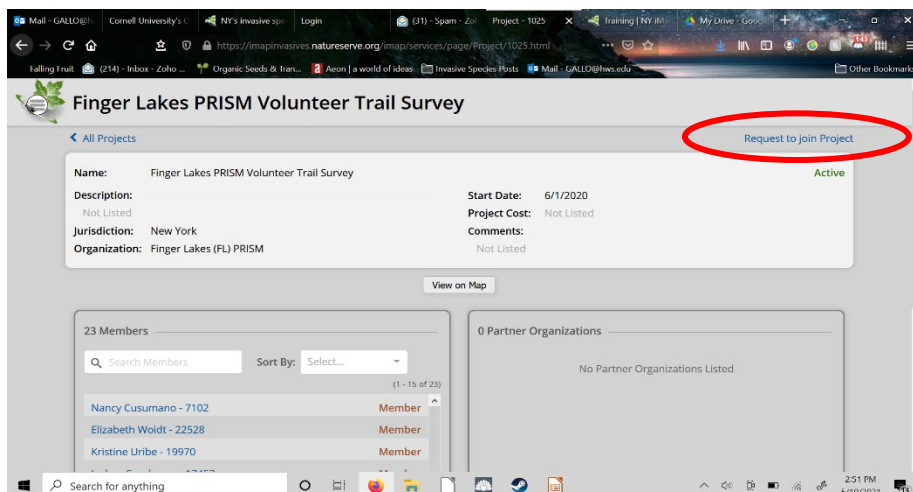 Mail - GALLO@h
Cornell University's C
NY's invasive spe
Login
(31) - Spam - Zoh
Project - 1025
Training | NY iM
My Drive - Goog
https://imapinvasives.natureserve.org/imap/services/page/Project/1025.html
143
Falling Fruit
(214) - Inbox - Zoho ...
Organic Seeds & Tran...
Aeon | a world of ideas
Invasive Species Posts
Mail - GALLO@hws.edu
Other Bookmarks
Finger Lakes PRISM Volunteer Trail Survey
All Projects
Request to join Project
Name: Finger Lakes PRISM Volunteer Trail Survey
Active
Description:
Not Listed
Start Date: 6/1/2020
Project Cost: Not Listed
Jurisdiction: New York
Comments:
Organization: Finger Lakes (FL) PRISM
Not Listed
View on Map
23 Members
0 Partner Organizations
Search Members
Sort By: Select...
No Partner Organizations Listed
(1 - 15 of 23)
Nancy Cusumano - 7102 Member
Elizabeth Woidt - 22528 Member
Kristine Uribe - 19970 Member
Search for anything
2:51 PM
5/10/2021